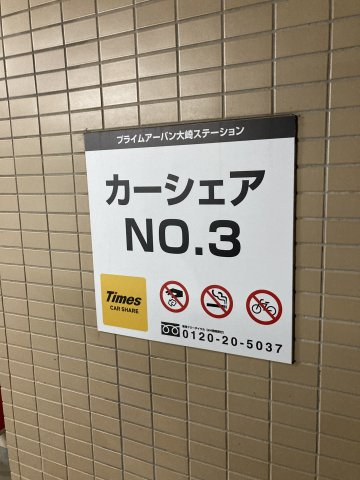 プライムアーバン大崎ステーション
カーシェア
NO.3
Times
CAR SHARE
0120-20-5037